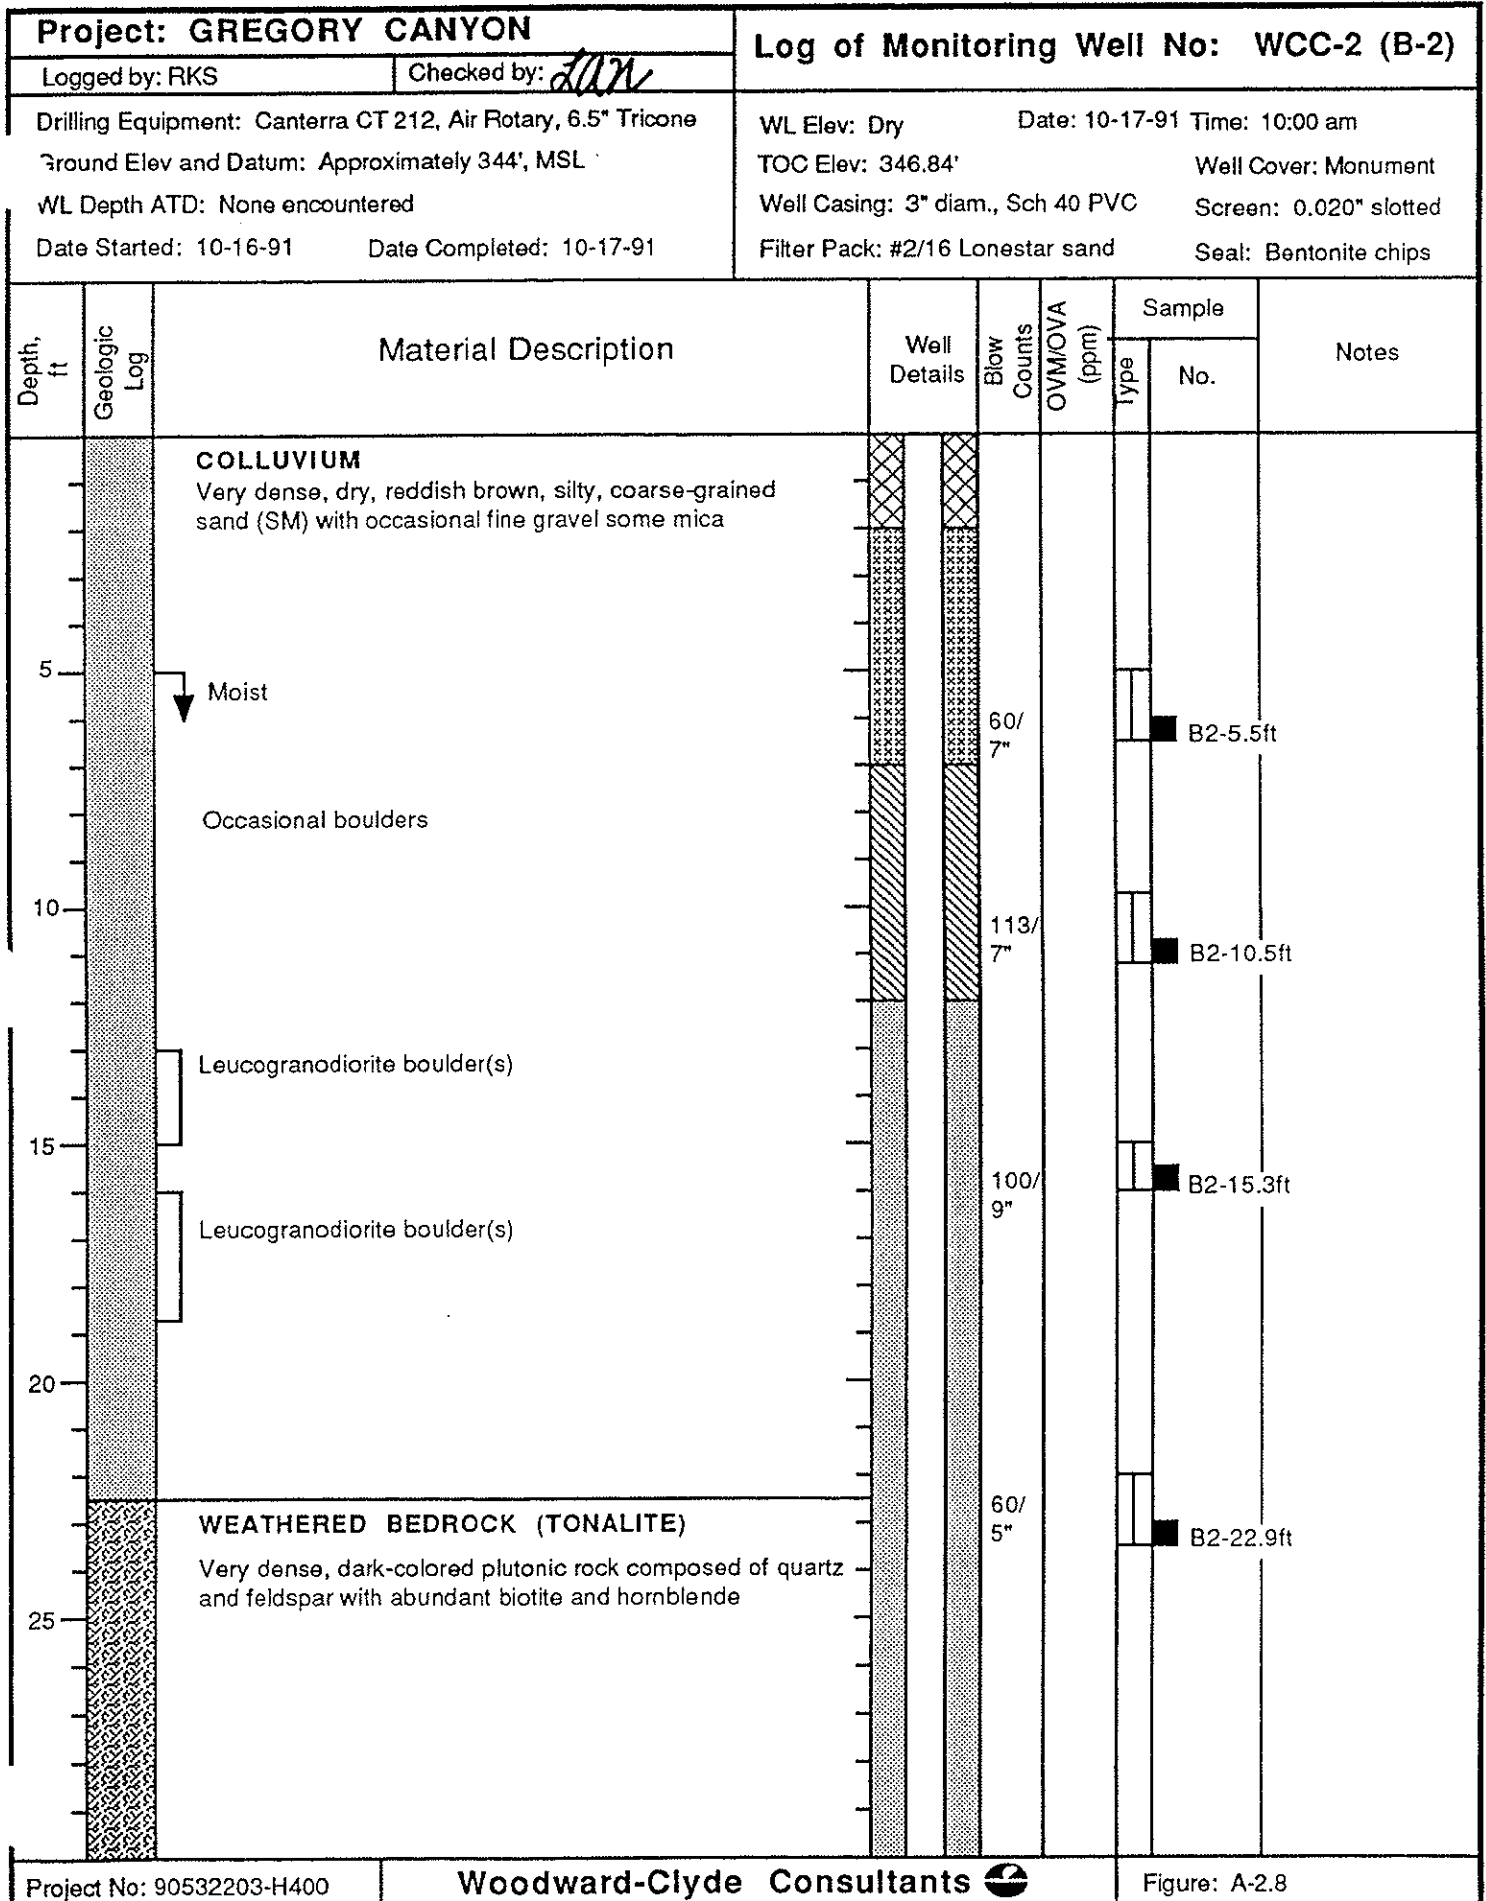 Project: GREGORY CANYON
Logged by: RKS
Checked by:
Log of Monitoring Well No: WCC-2 (B-2)
Drilling Equipment: Canterra CT 212, Air Rotary, 6.5" Tricone
Ground Elev and Datum: Approximately 344', MSL
WL Depth ATD: None encountered
Date Started: 10-16-91 Date Completed: 10-17-91
WL Elev: Dry Date: 10-17-91 Time: 10:00 am
TOC Elev: 346.84' Well Cover: Monument
Well Casing: 3" diam., Sch 40 PVC Screen: 0.020" slotted
Filter Pack: #2/16 Lonestar sand Seal: Bentonite chips
Depth, ft
Geologic Log
Material Description
Well Details
Blow Counts
OVM/OVA (ppm)
Sample
Type
No.
Notes
COLLUVIUM
Very dense, dry, reddish brown, silty, coarse-grained
sand (SM) with occasional fine gravel some mica
5
Moist
60/
7"
B2-5.5ft
Occasional boulders
10
113/
7"
B2-10.5ft
Leucogranodiorite boulder(s)
15
100/
9"
B2-15.3ft
Leucogranodiorite boulder(s)
20
60/
5"
B2-22.9ft
WEATHERED BEDROCK (TONALITE)
Very dense, dark-colored plutonic rock composed of quartz
and feldspar with abundant biotite and hornblende
25
Project No: 90532203-H400
Woodward-Clyde Consultants
Figure: A-2.8